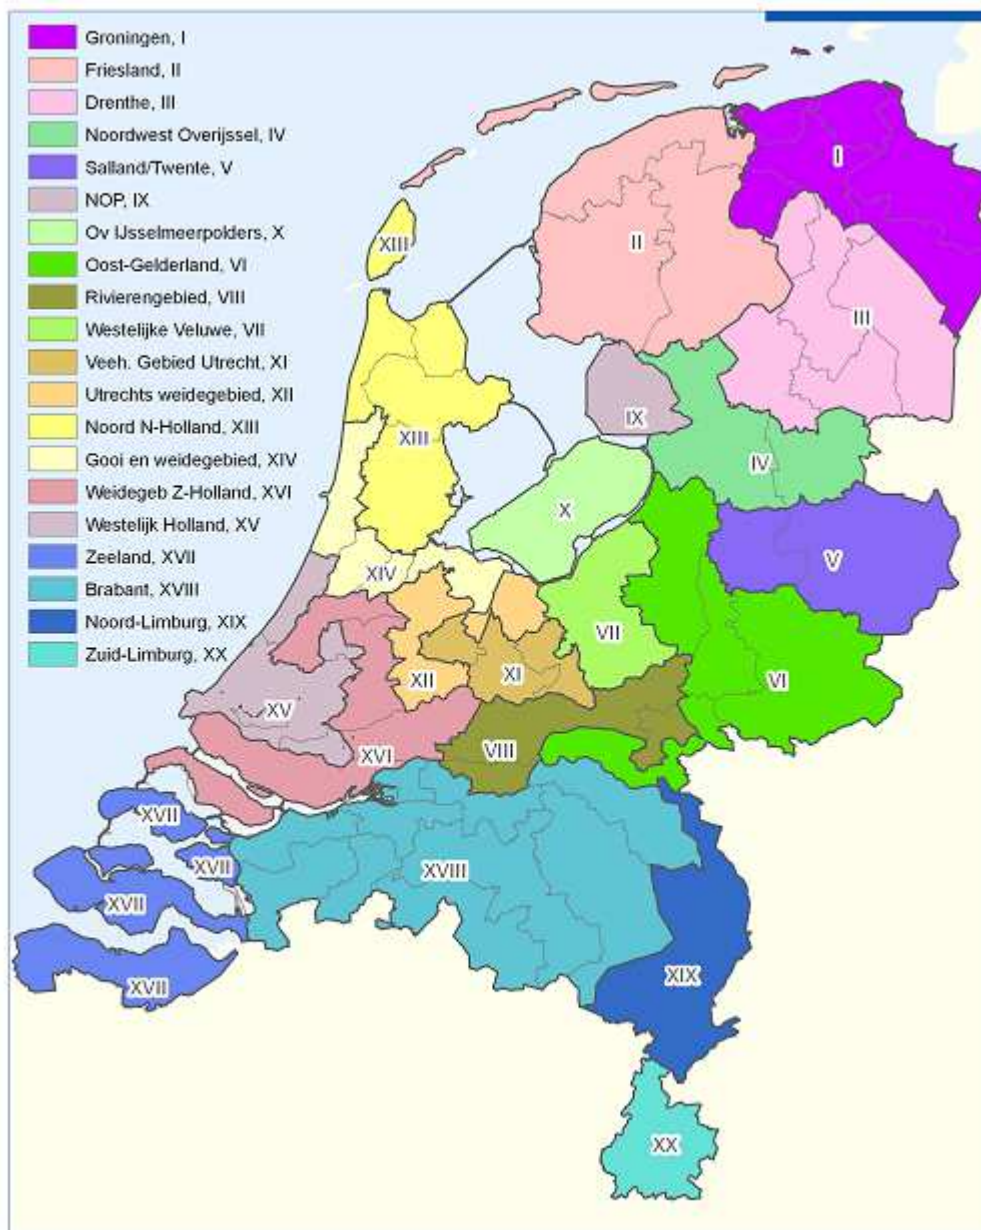 Groningen, I
Friesland, II
Drenthe, III
Noordwest Overijssel, IV
Salland/Twente, V
NOP, IX
Ov IJsselmeerpolders, X
Oost-Gelderland, VI
Rivierengebied, VIII
Westelijke Veluwe, VII
Veeh. Gebied Utrecht, XI
Utrechts weidegebied, XII
Noord N-Holland, XIII
Gooi en weidegebied, XIV
Weidegeb Z-Holland, XVI
Westelijk Holland, XV
Zeeland, XVII
Brabant, XVIII
Noord-Limburg, XIX
Zuid-Limburg, XX
I
II
XIII
III
IX
XIII
IV
X
V
XIV
VII
XII
XI
VI
XV
VIII
XVI
XVII
XVII
XVIII
XVII
XIX
XVII
XX